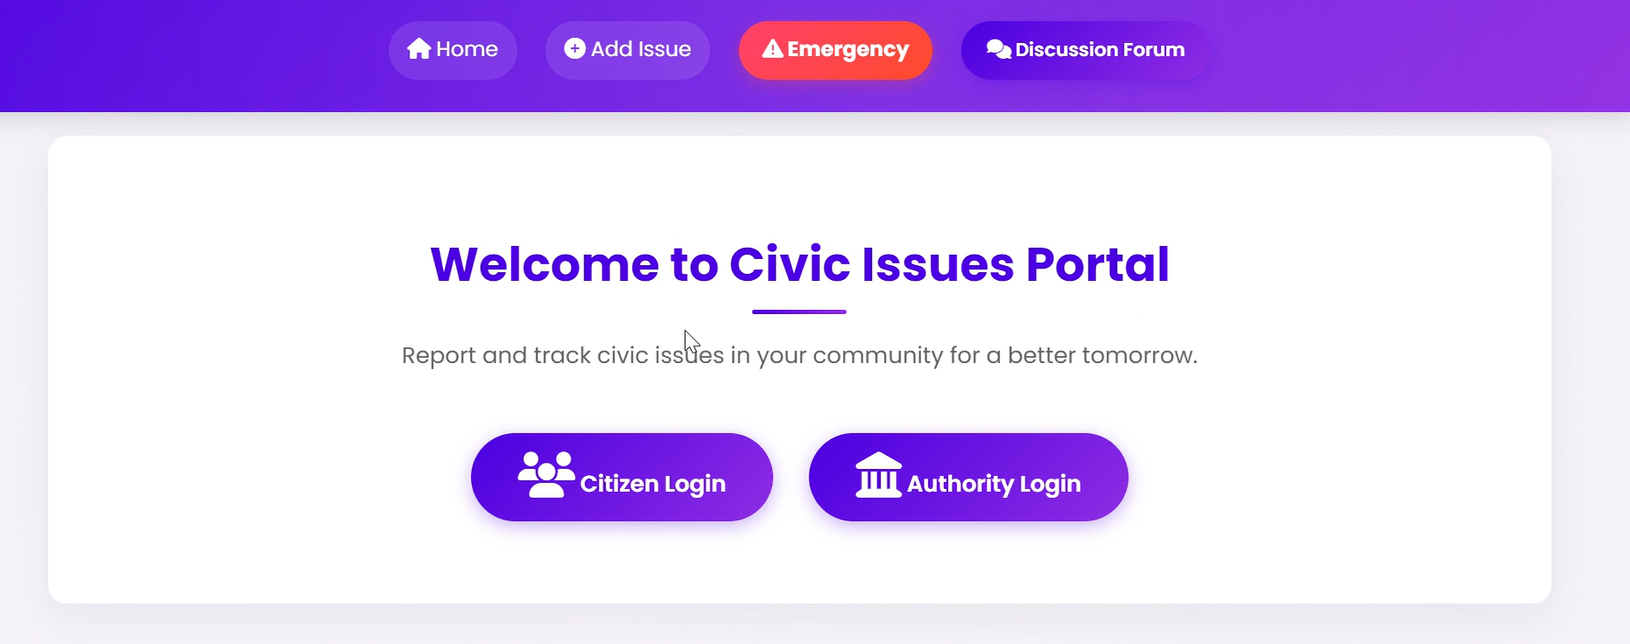 Home
Add Issue
Emergency
Discussion Forum
Welcome to Civic Issues Portal
Report and track civic issues in your community for a better tomorrow.
Citizen Login
Authority Login